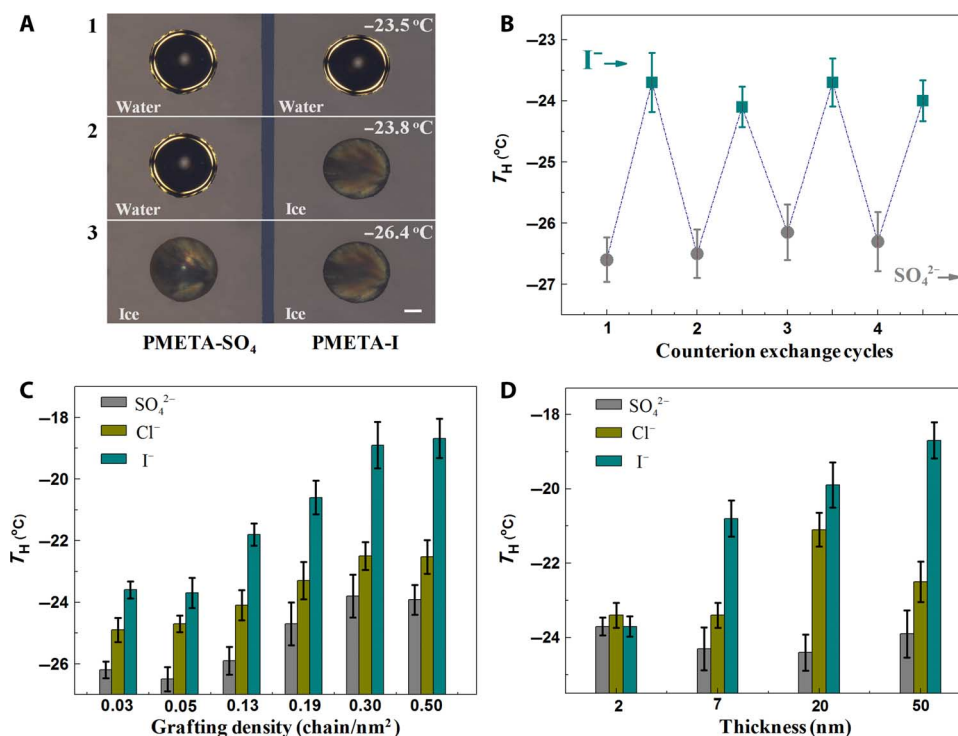 A
1
−23.5 °C
Water
Water
2
−23.8 °C
Water
Ice
3
−26.4 °C
Ice
Ice
PMETA-SO₄
PMETA-I
B
−23
−24
−25
−26
−27
T_H (°C)
I⁻
SO₄²⁻
1
2
3
4
Counterion exchange cycles
C
SO₄²⁻
Cl⁻
I⁻
−18
−20
−22
−24
−26
T_H (°C)
0.03 0.05 0.13 0.19 0.30 0.50
Grafting density (chain/nm²)
D
SO₄²⁻
Cl⁻
I⁻
−18
−20
−22
−24
T_H (°C)
2 7 20 50
Thickness (nm)